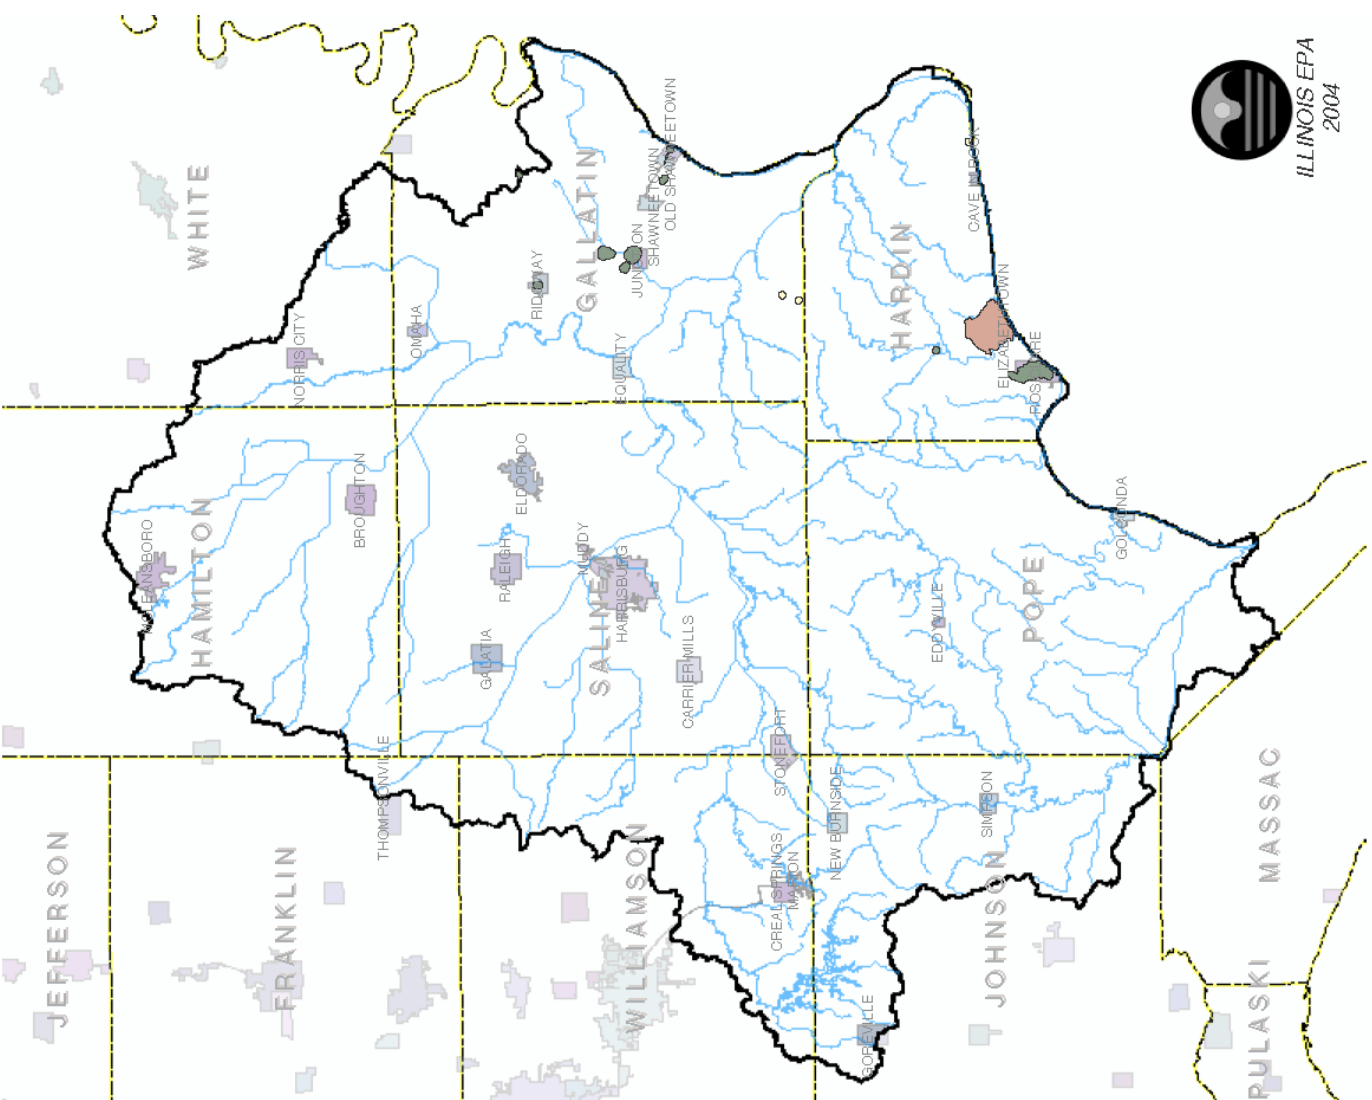 ILLINOIS EPA
2004
WHITE
GALLATIN
OLD SHAWNEETOWN
SHAWNEETOWN
JUNCTION
RIDGWAY
OMAHA
NORRIS CITY
EQUALITY
HARDIN
CAVE IN ROCK
ELIZABETHTOWN
ROSICLARE
HAMILTON
MCLEANSBORO
BROUGHTON
ELDORADO
RALEIGH
MUDDY
HARRISBURG
SALINE
GALATIA
CARRIER MILLS
STONEFORT
POPE
GOLCONDA
EDDYVILLE
THOMPSONVILLE
NEW BURNSIDE
SIMPSON
CREAL SPRINGS
MARION
GOREVILLE
JEFFERSON
FRANKLIN
WILLIAMSON
JOHNSON
MASSAC
PULASKI